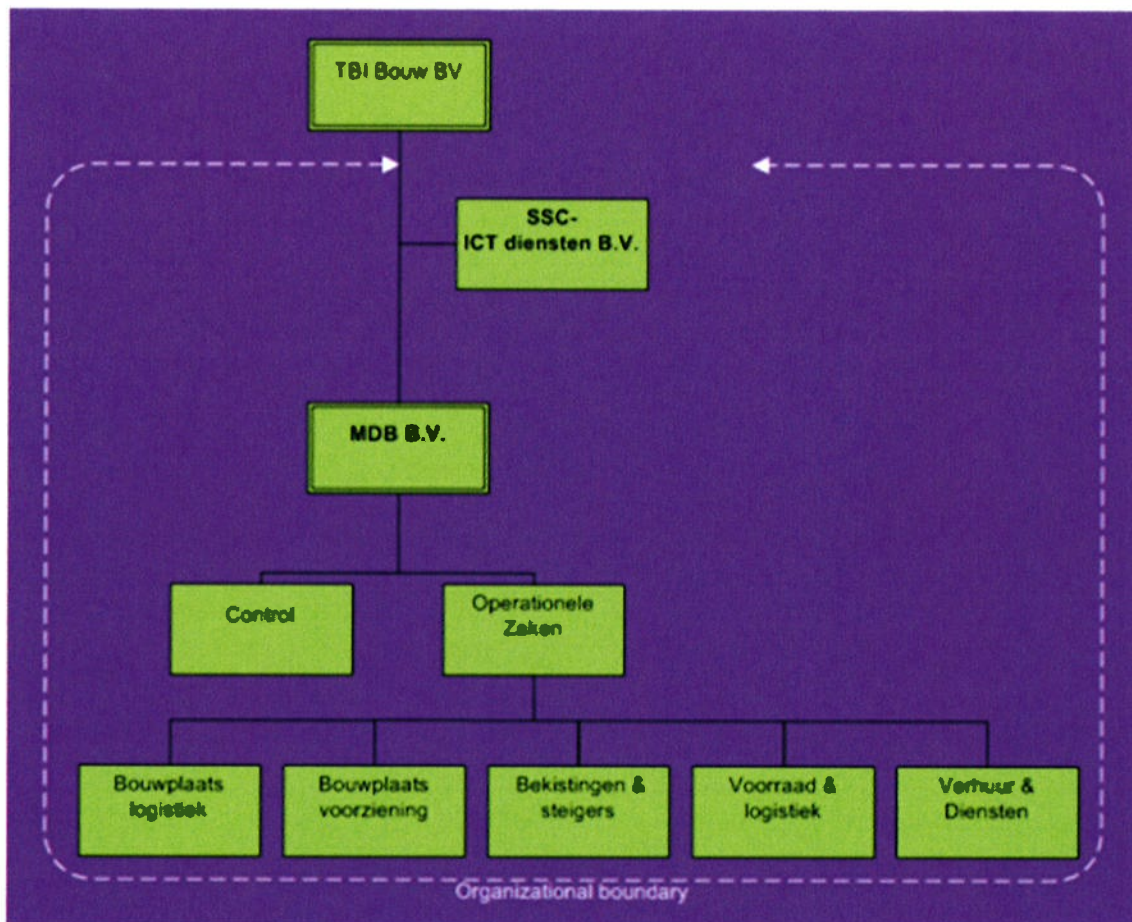 TBI Bouw BV
SSC-
ICT diensten B.V.
MDB B.V.
Control
Operationele
Zaken
Bouwplaats
logistiek
Bouwplaats
voorziening
Bekistingen &
steigers
Voorraad &
logistiek
Verhuur &
Diensten
Organizational boundary